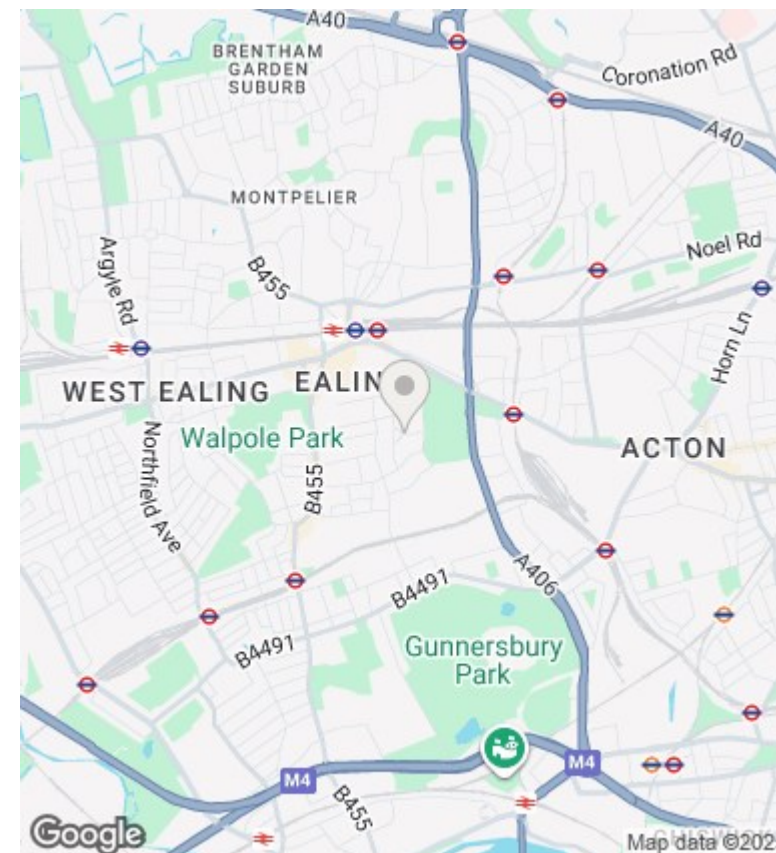 A40
BRENTHAM
GARDEN
SUBURB
Coronation Rd
A40
MONTPELIER
Argyle Rd
B455
Noel Rd
Horn Ln
WEST EALING
EALIN
Walpole Park
ACTON
Northfield Ave
B455
A406
B4491
B4491
Gunnersbury
Park
M4
M4
B455
Google
Map data ©202